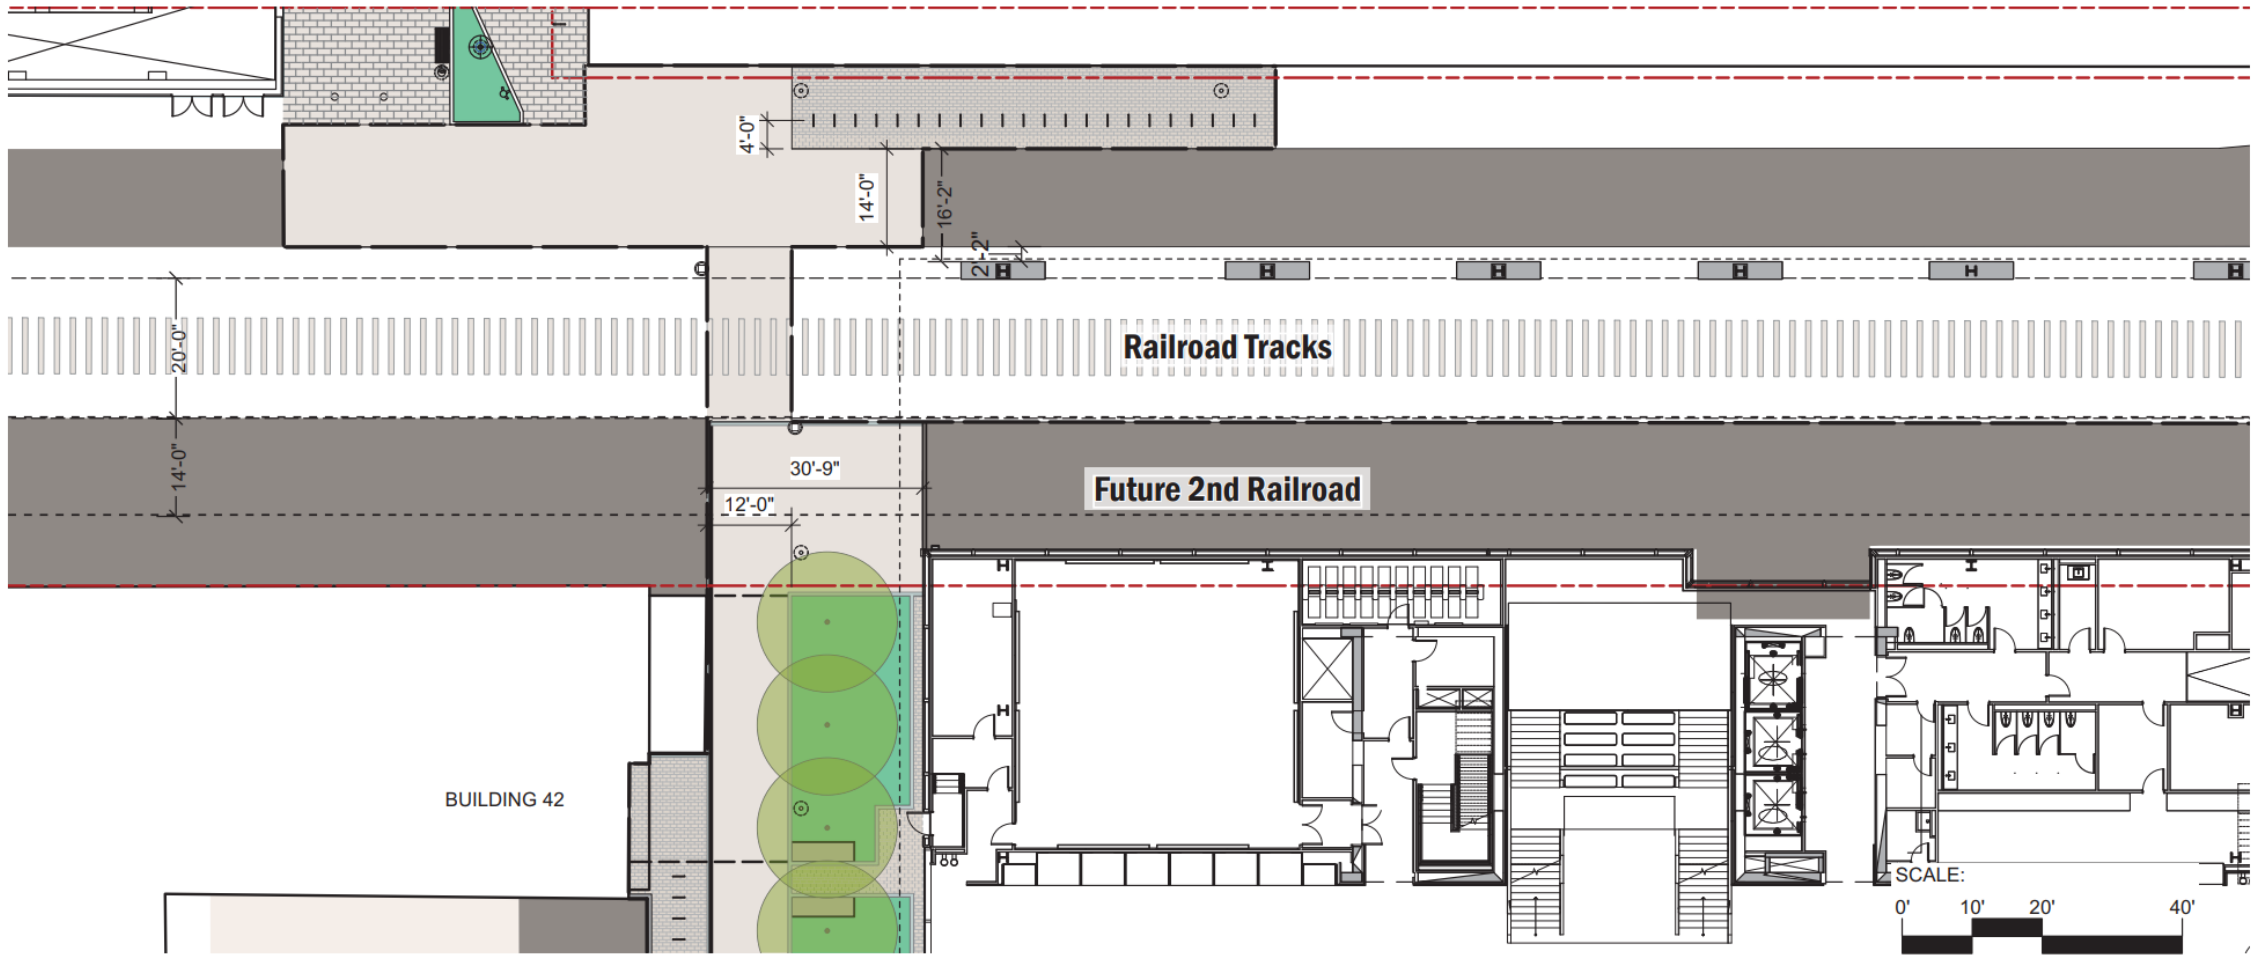 4'-0"
14'-0"
16'-2"
2'-2"
20'-0"
Railroad Tracks
14'-0"
30'-9"
Future 2nd Railroad
12'-0"
BUILDING 42
SCALE:
0' 10' 20' 40'